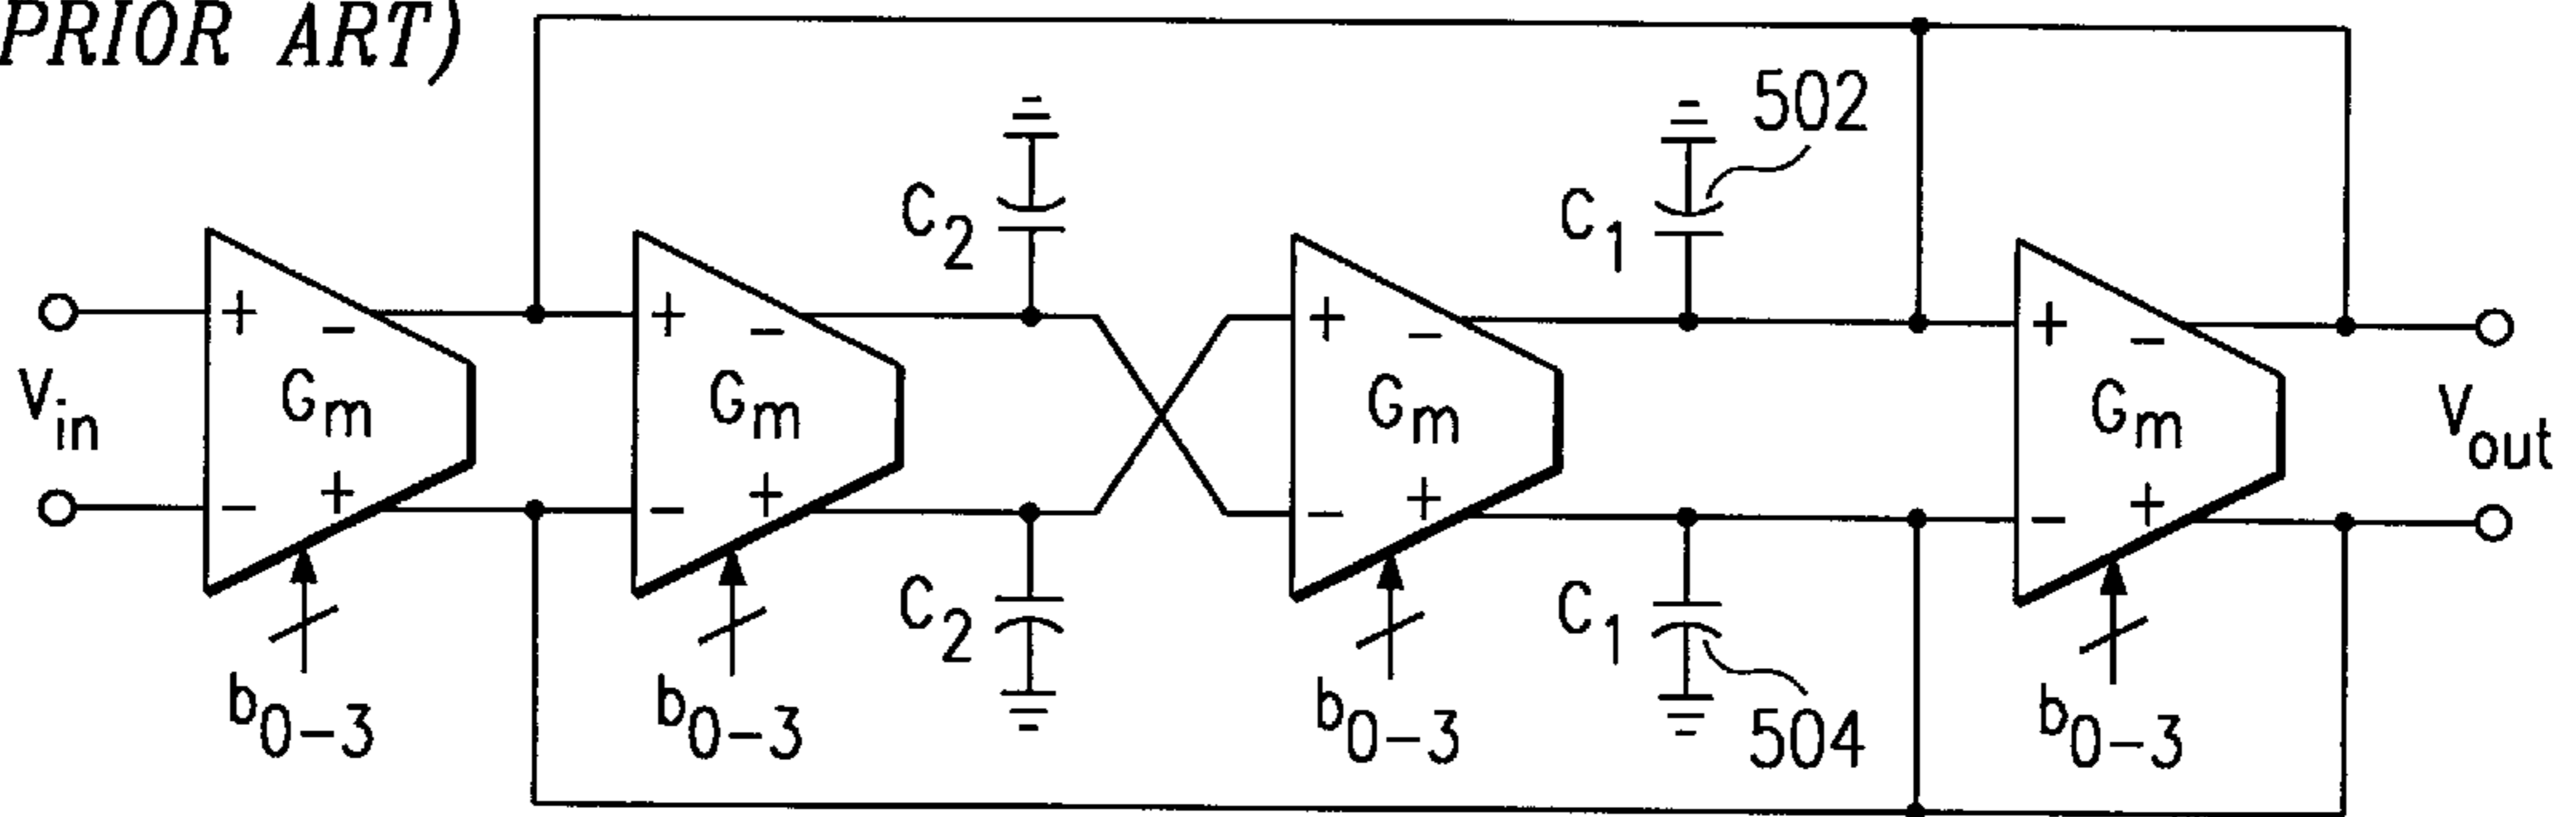 PRIOR ART)
502
C2
C1
+ − + − + − + −
Vin Gm Gm Gm Gm Vout
− + − + − + − +
C2
C1
b0−3 b0−3 b0−3 504 b0−3